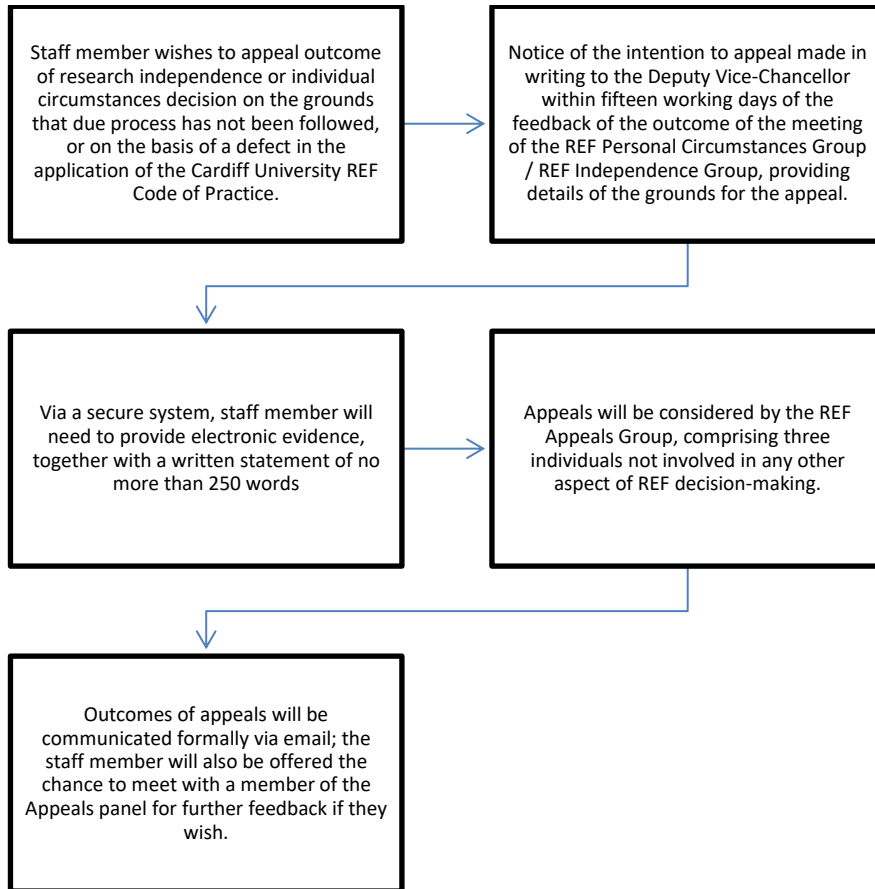 Staff member wishes to appeal outcome
of research independence or individual
circumstances decision on the grounds
that due process has not been followed,
or on the basis of a defect in the
application of the Cardiff University REF
Code of Practice.
Notice of the intention to appeal made in
writing to the Deputy Vice-Chancellor
within fifteen working days of the
feedback of the outcome of the meeting
of the REF Personal Circumstances Group
/ REF Independence Group, providing
details of the grounds for the appeal.
Via a secure system, staff member will
need to provide electronic evidence,
together with a written statement of no
more than 250 words
Appeals will be considered by the REF
Appeals Group, comprising three
individuals not involved in any other
aspect of REF decision-making.
Outcomes of appeals will be
communicated formally via email; the
staff member will also be offered the
chance to meet with a member of the
Appeals panel for further feedback if they
wish.